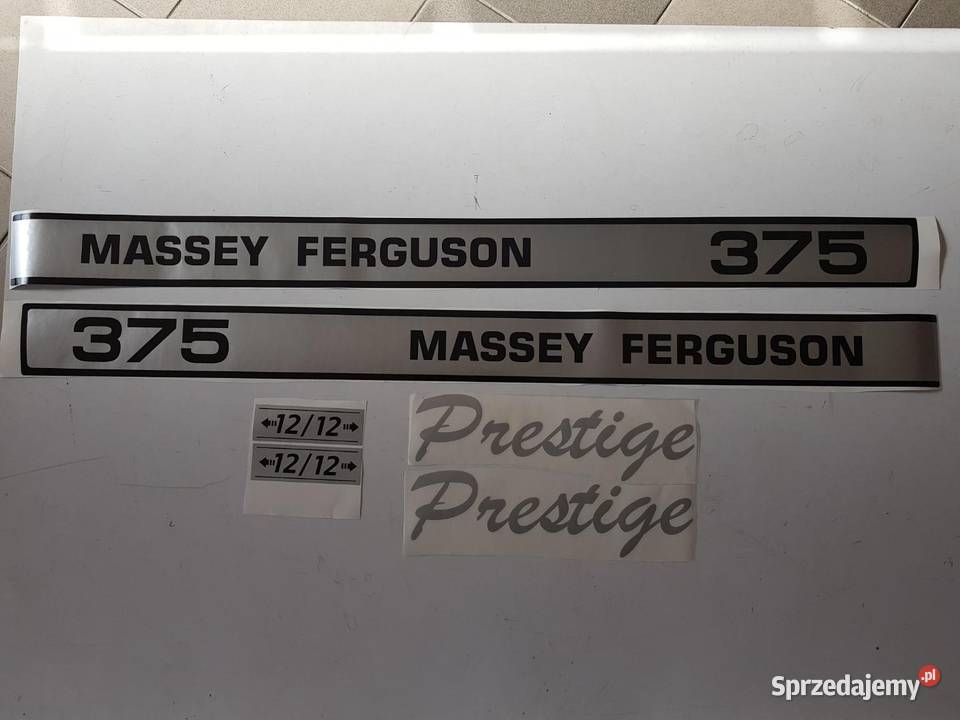 MASSEY FERGUSON 375
375 MASSEY FERGUSON
12/12
12/12
Prestige
Prestige
Sprzedajemy.pl